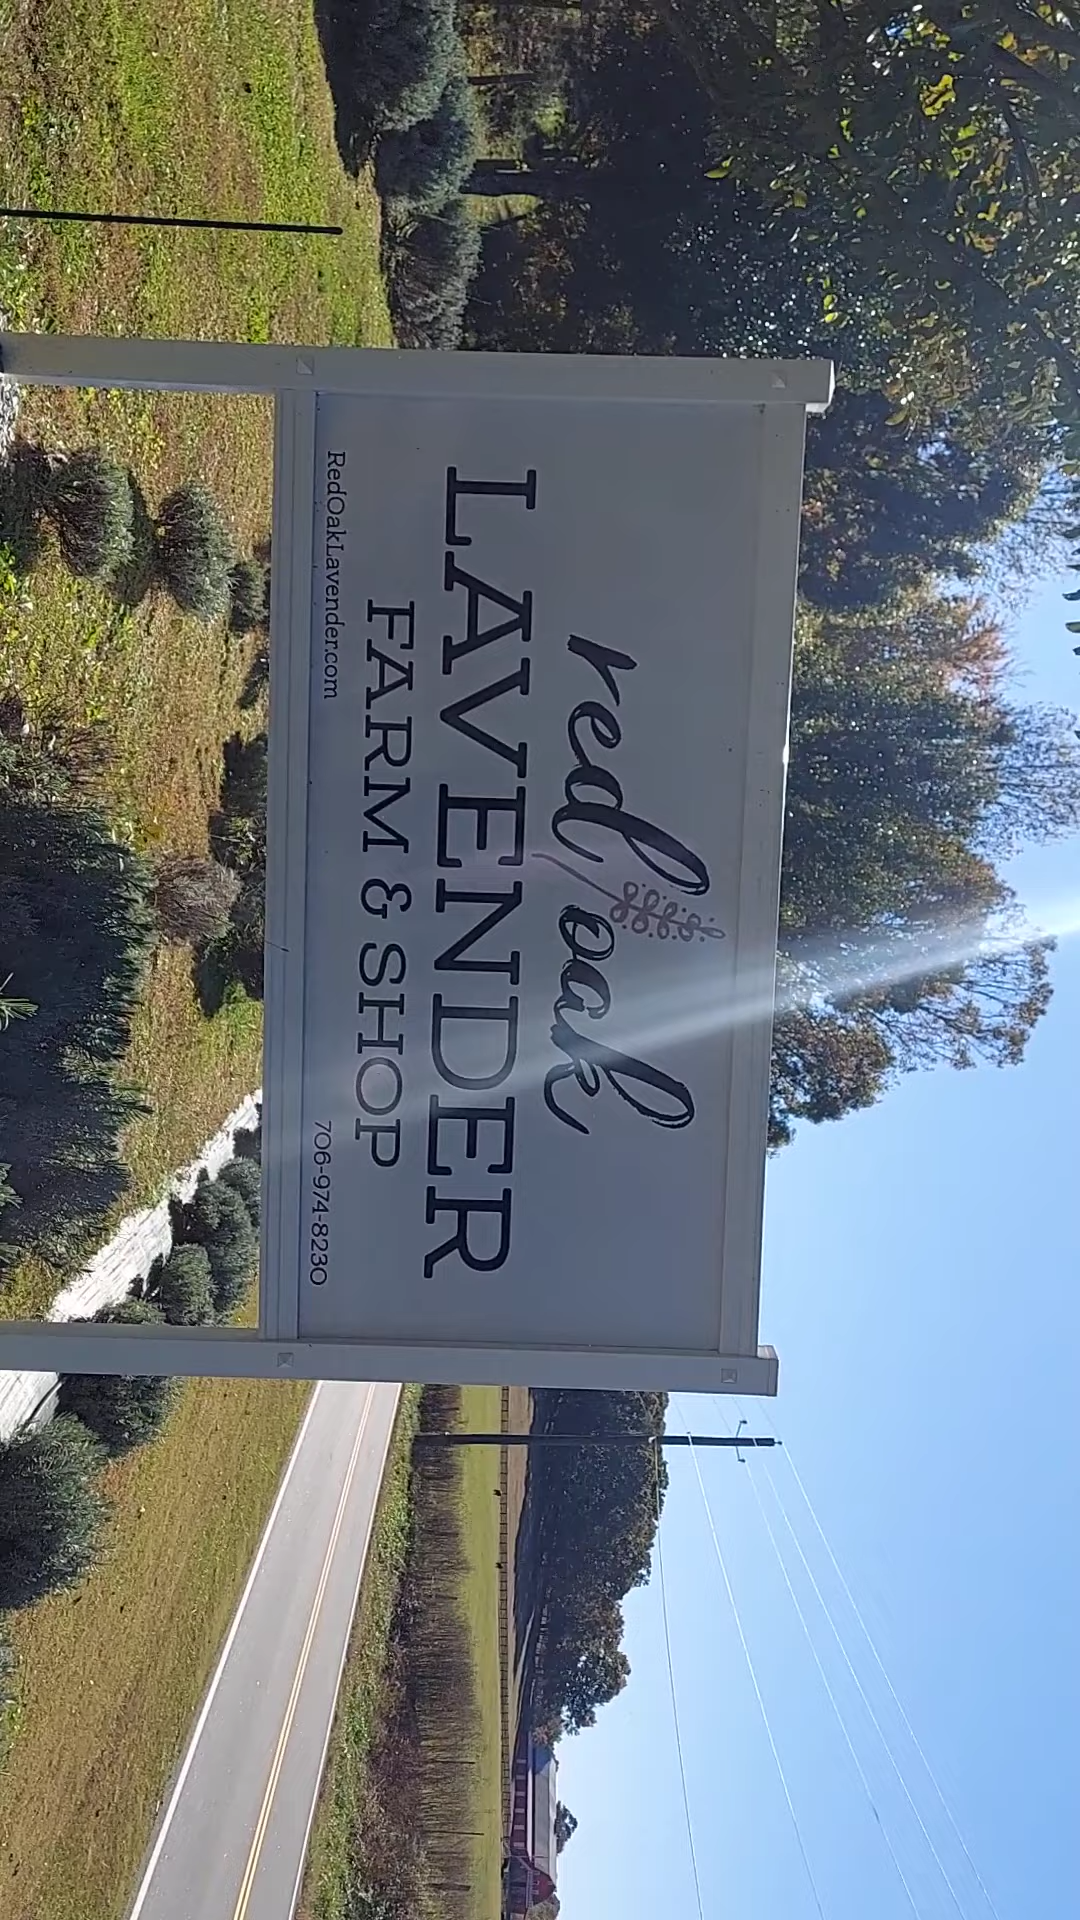 red oak
LAVENDER
FARM & SHOP
RedOakLavender.com
706-974-8230